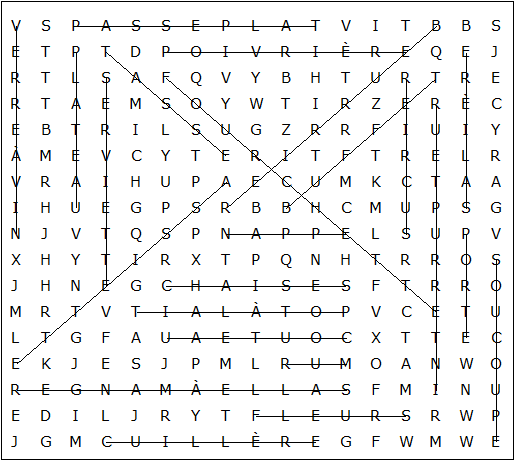 V S P A S S E P L A T V I T B B S
E T P T D P O I V R I È R E Q E J
R T L S A F Q V Y B H T U R T R E
R T A E M S O Y W T I R Z E R È C
E B T R I L S U G Z R R F I U I Y
À M E V C Y T E R I T F T R E L R
V R A I H U P A E C U M K C T A A
I H U E G P S R B B H C M U P S G
N J V T Q S P N A P P E L S U P V
X H Y T I R X T P Q N H T R R O S
J H N E G C H A I S E S F T R R O
M R T V T I A L À T O P V C E T U
L T G F A U A E T U O C X T T E C
E K J E S J P M L R U M O A N W O
R E G N A M À E L L A S F M I N U
E D I L J R Y T F L E U R S R W P
J G M C U I L L È R E G F W M W E